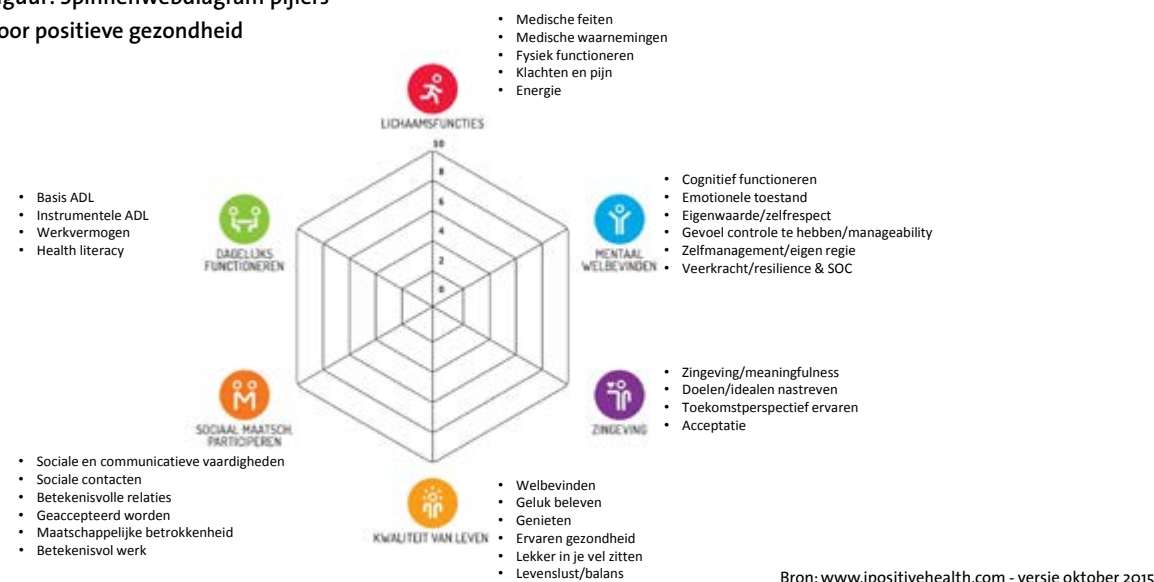 guur: Spinnenwebdiagram pijlers
oor positieve gezondheid
• Medische feiten
• Medische waarnemingen
• Fysiek functioneren
• Klachten en pijn
• Energie
LICHAAMSFUNCTIES
10
8
6
4
2
0
• Cognitief functioneren
• Emotionele toestand
• Eigenwaarde/zelfrespect
• Gevoel controle te hebben/manageability
• Zelfmanagement/eigen regie
• Veerkracht/resilience & SOC
MENTAAL
WELBEVINDEN
• Zingeving/meaningfulness
• Doelen/idealen nastreven
• Toekomstperspectief ervaren
• Acceptatie
ZINGEVING
• Welbevinden
• Geluk beleven
• Genieten
• Ervaren gezondheid
• Lekker in je vel zitten
• Levenslust/balans
KWALITEIT VAN LEVEN
• Sociale en communicatieve vaardigheden
• Sociale contacten
• Betekenisvolle relaties
• Geaccepteerd worden
• Maatschappelijke betrokkenheid
• Betekenisvol werk
SOCIAAL MAATSCH.
PARTICIPEREN
• Basis ADL
• Instrumentele ADL
• Werkvermogen
• Health literacy
DAGELIJKS
FUNCTIONEREN
Bron: www.ipositivehealth.com - versie oktober 2015